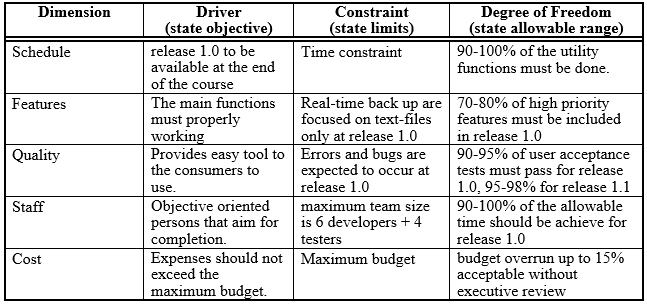 Dimension
Driver
(state objective)
Constraint
(state limits)
Degree of Freedom
(state allowable range)
Schedule
release 1.0 to be
available at the end
of the course
Time constraint
90-100% of the utility
functions must be done.
Features
The main functions
must properly
working
Real-time back up are
focused on text-files
only at release 1.0
70-80% of high priority
features must be included
in release 1.0
Quality
Provides easy tool to
the consumers to
use.
Errors and bugs are
expected to occur at
release 1.0
90-95% of user acceptance
tests must pass for release
1.0, 95-98% for release 1.1
Staff
Objective oriented
persons that aim for
completion.
maximum team size
is 6 developers + 4
testers
90-100% of the allowable
time should be achieve for
release 1.0
Cost
Expenses should not
exceed the
maximum budget.
Maximum budget
budget overrun up to 15%
acceptable without
executive review